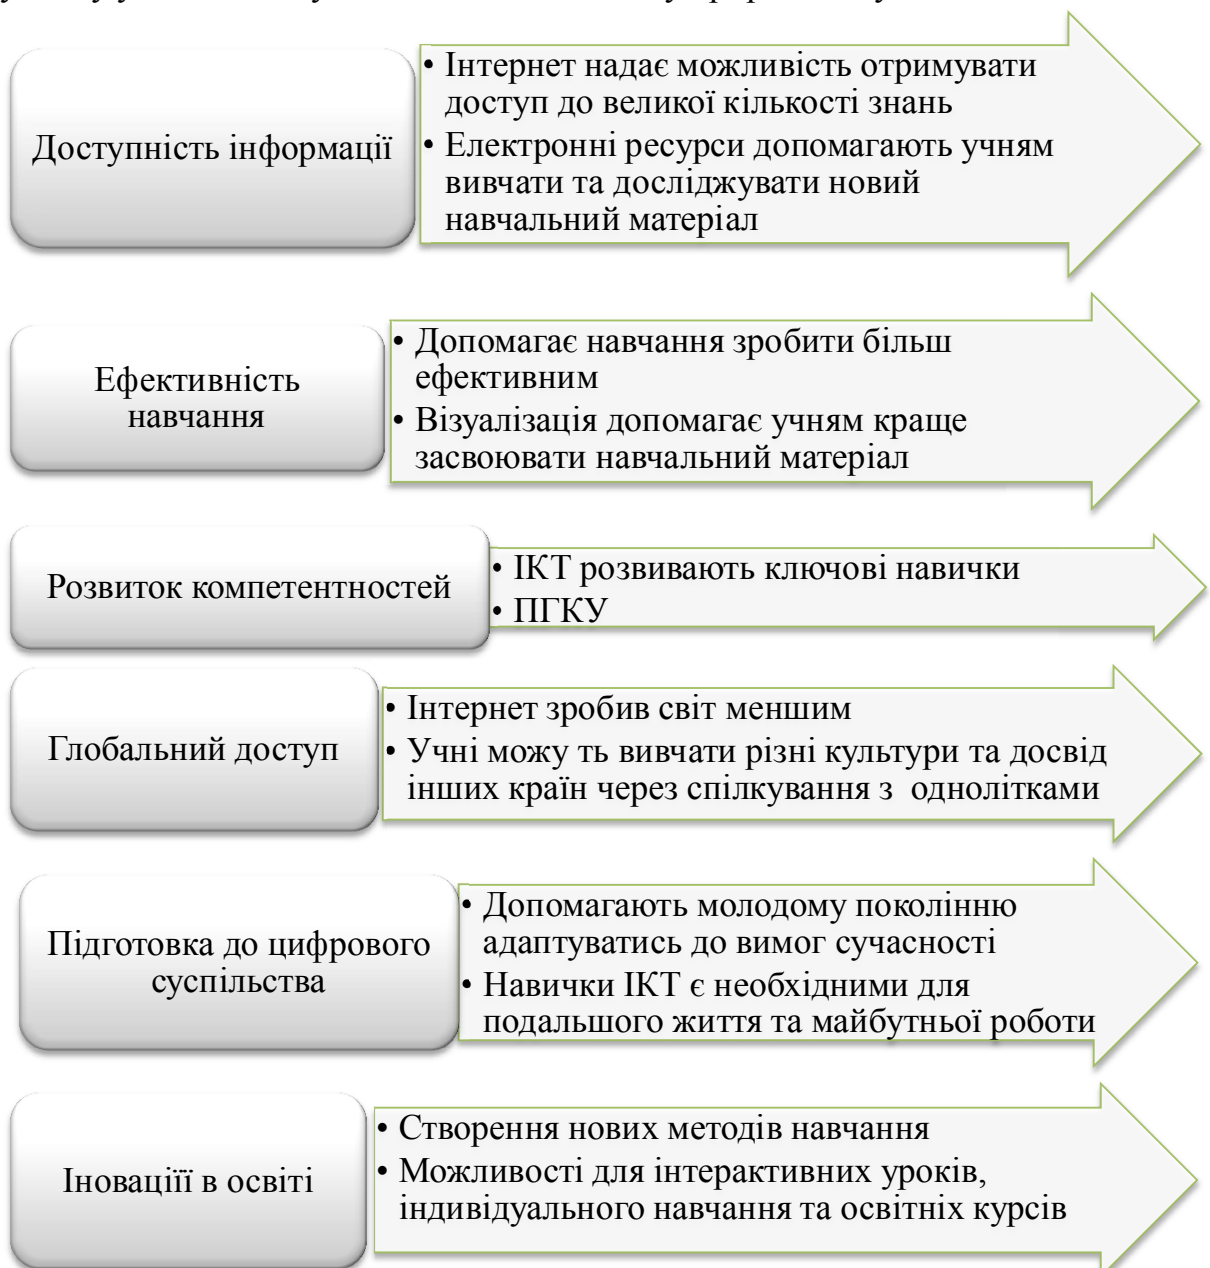 Доступність інформації
• Інтернет надає можливість отримувати
доступ до великої кількості знань
• Електронні ресурси допомагають учням
вивчати та досліджувати новий
навчальний матеріал
Ефективність
навчання
• Допомагає навчання зробити більш
ефективним
• Візуалізація допомагає учням краще
засвоювати навчальний матеріал
Розвиток компетентностей
• ІКТ розвивають ключові навички
• ПГКУ
Глобальний доступ
• Інтернет зробив світ меншим
• Учні можу ть вивчати різні культури та досвід
інших країн через спілкування з  однолітками
Підготовка до цифрового
суспільства
• Допомагають молодому поколінню
адаптуватись до вимог сучасності
• Навички ІКТ є необхідними для
подальшого життя та майбутньої роботи
Іноваціїї в освіті
• Створення нових методів навчання
• Можливості для інтерактивних уроків,
індивідуального навчання та освітніх курсів